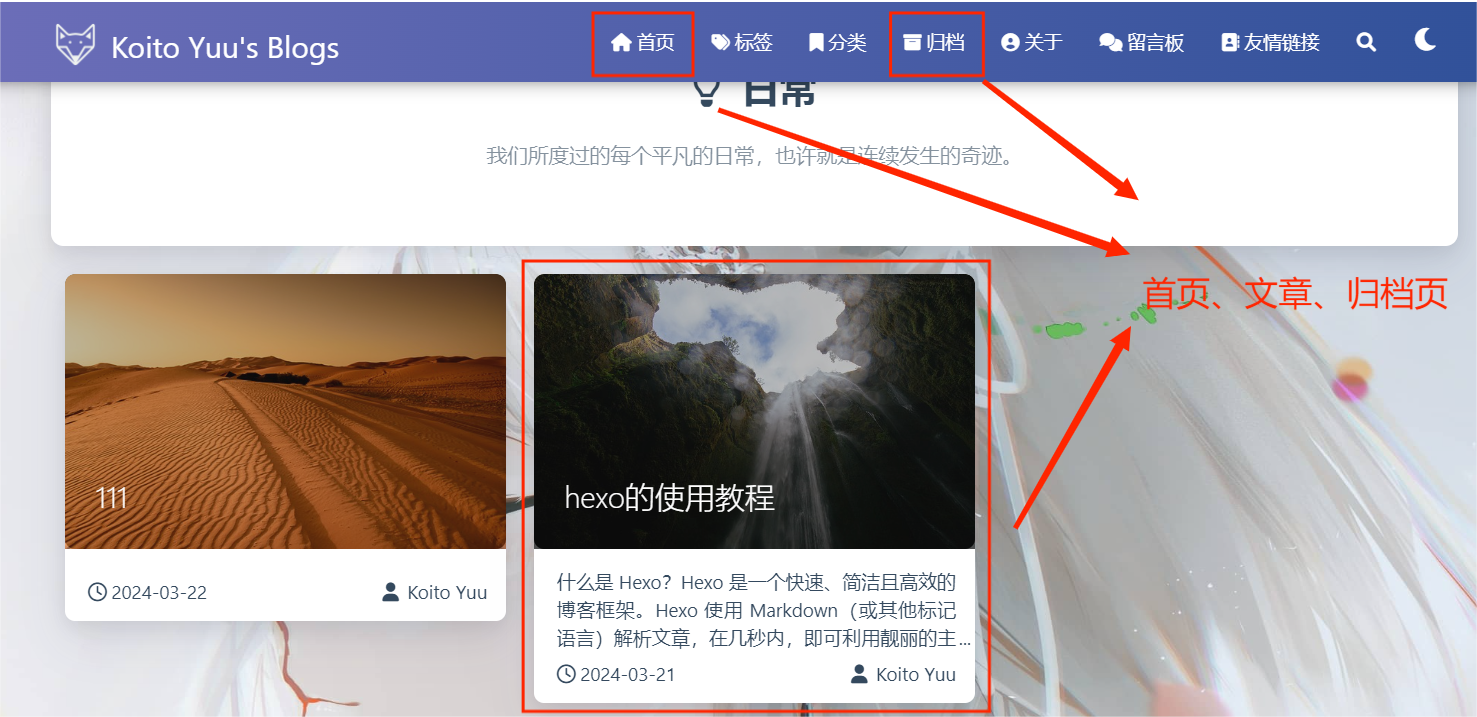 Koito Yuu's Blogs
首页
标签
分类
归档
关于
留言板
友情链接
日常
我们所度过的每个平凡的日常，也许就是连续发生的奇迹。
首页、文章、归档页
111
2024-03-22
Koito Yuu
hexo的使用教程
什么是 Hexo？Hexo 是一个快速、简洁且高效的
博客框架。Hexo 使用 Markdown（或其他标记
语言）解析文章，在几秒内，即可利用靓丽的主...
2024-03-21
Koito Yuu